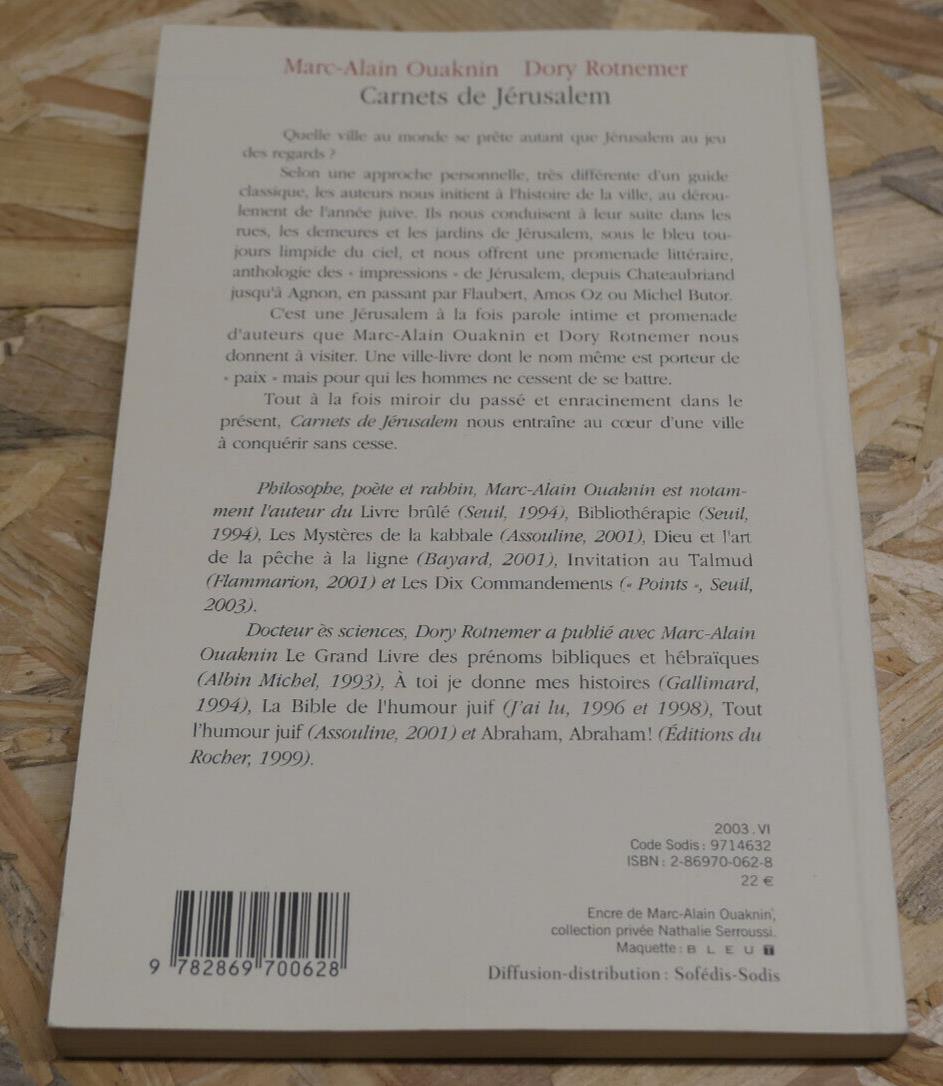 Marc-Alain Ouaknin Dory Rotnemer
Carnets de Jérusalem
Quelle ville au monde se prête autant que Jérusalem au jeu
des regards ?
Selon une approche personnelle, très différente d'un guide
classique, les auteurs nous initient à l'histoire de la ville, au dérou-
lement de l'année juive. Ils nous conduisent à leur suite dans les
rues, les demeures et les jardins de Jérusalem, sous le bleu tou-
jours limpide du ciel, et nous offrent une promenade littéraire,
anthologie des « impressions » de Jérusalem, depuis Chateaubriand
jusqu'à Agnon, en passant par Flaubert, Amos Oz ou Michel Butor.
C'est une Jérusalem à la fois parole intime et promenade
d'auteurs que Marc-Alain Ouaknin et Dory Rotnemer nous
donnent à visiter. Une ville-livre dont le nom même est porteur de
« paix » mais pour qui les hommes ne cessent de se battre.
Tout à la fois miroir du passé et enracinement dans le
présent, Carnets de Jérusalem nous entraîne au cœur d'une ville
à conquérir sans cesse.
Philosophe, poète et rabbin, Marc-Alain Ouaknin est notam-
ment l'auteur du Livre brûlé (Seuil, 1994), Bibliothérapie (Seuil,
1994), Les Mystères de la kabbale (Assouline, 2001), Dieu et l'art
de la pêche à la ligne (Bayard, 2001), Invitation au Talmud
(Flammarion, 2001) et Les Dix Commandements (« Points », Seuil,
2003).
Docteur ès sciences, Dory Rotnemer a publié avec Marc-Alain
Ouaknin Le Grand Livre des prénoms bibliques et hébraïques
(Albin Michel, 1993), À toi je donne mes histoires (Gallimard,
1994), La Bible de l'humour juif (J'ai lu, 1996 et 1998), Tout
l'humour juif (Assouline, 2001) et Abraham, Abraham! (Éditions du
Rocher, 1999).
2003.VI
Code Sodis : 9714632
ISBN : 2-86970-062-8
22 €
Encre de Marc-Alain Ouaknin,
collection privée Nathalie Serroussi.
Maquette : B L E U T
Diffusion-distribution : Sofédis-Sodis
9 782869 700628